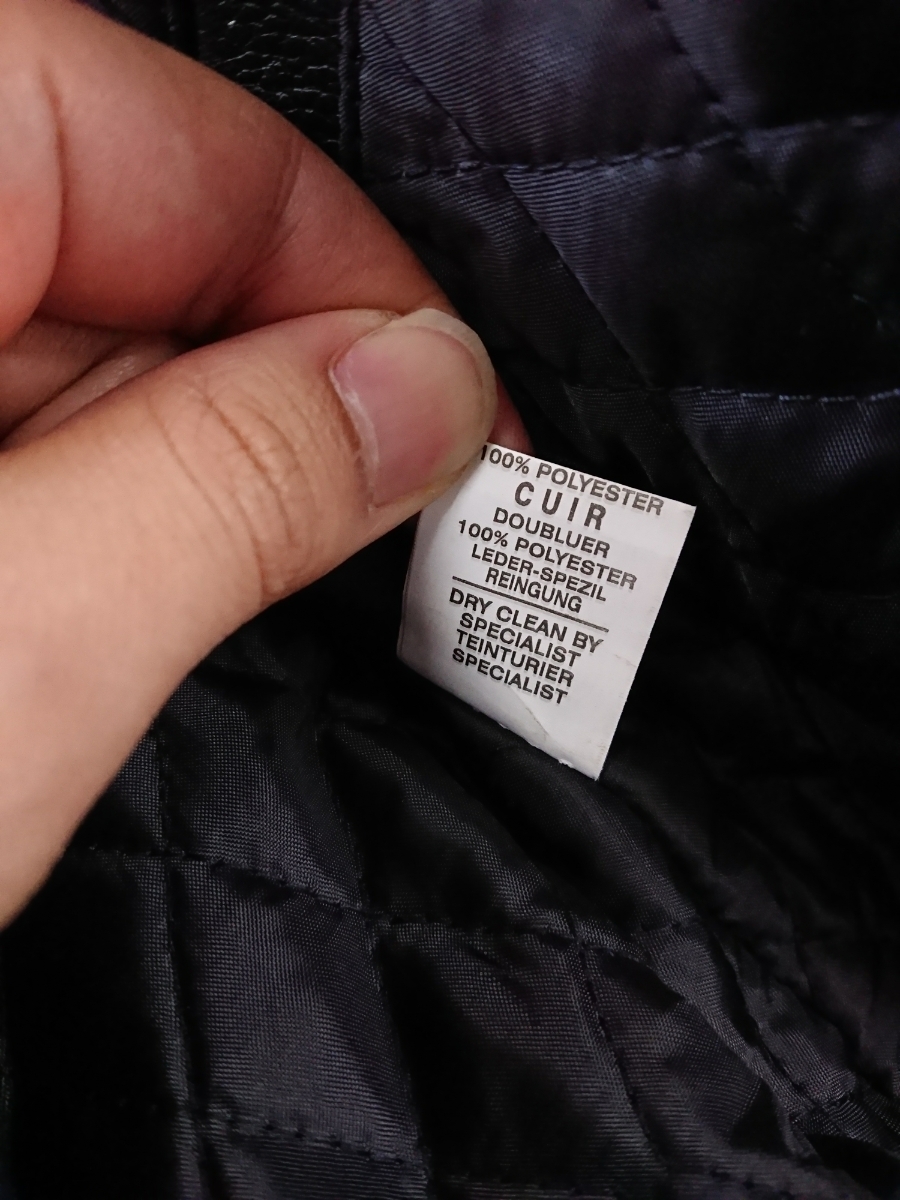 100% POLYESTER
CUIR
DOUBLUER
100% POLYESTER
LEDER-SPEZIL
REINGUNG
DRY CLEAN BY
SPECIALIST
TEINTURIER
SPECIALIST